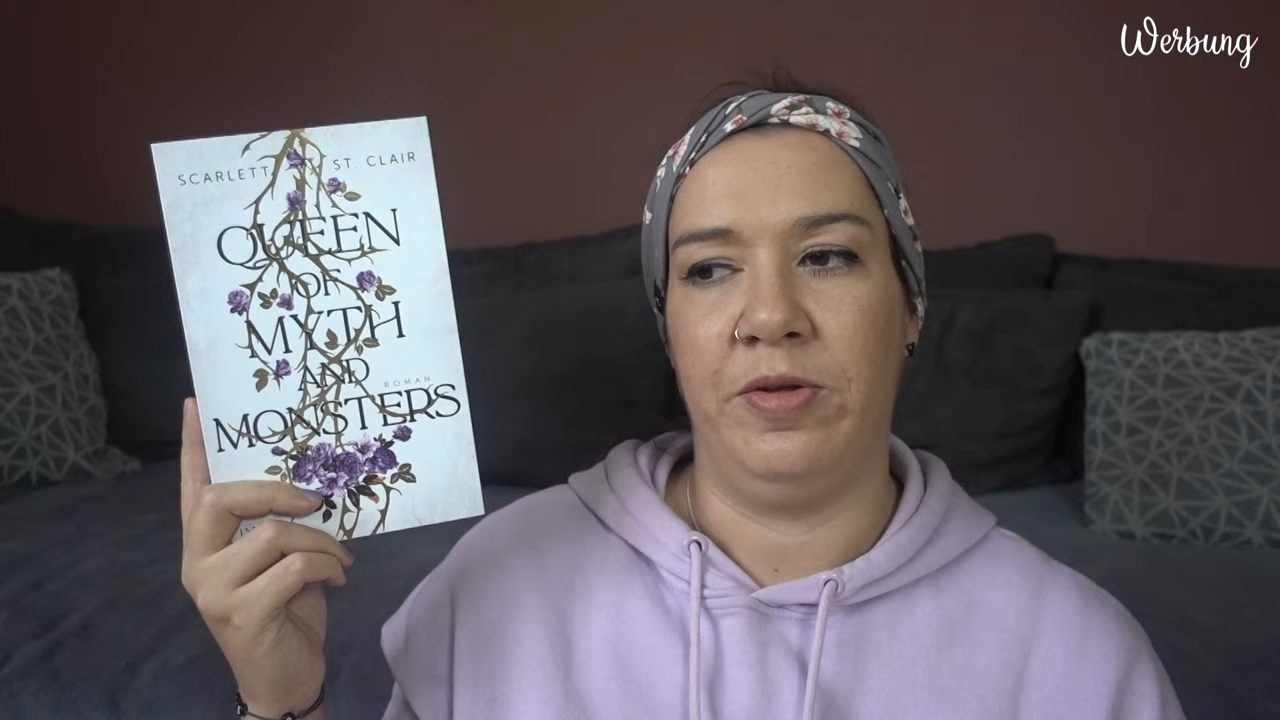 Werbung
SCARLETT ST. CLAIR
QUEEN
OF
MYTH
AND
ROMAN
MONSTERS